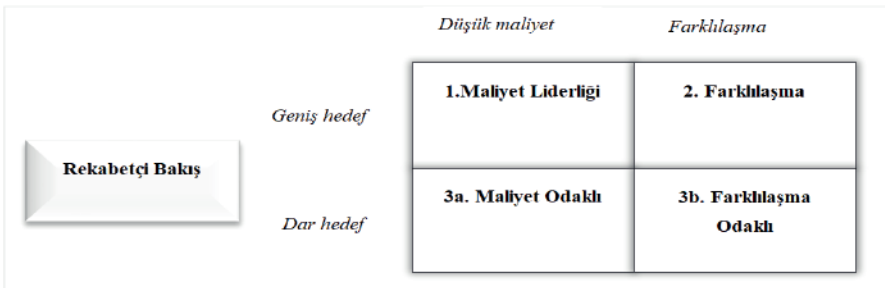 Düşük maliyet Farklılaşma
1.Maliyet Liderliği 2. Farklılaşma
Geniş hedef
Rekabetçi Bakış
3a. Maliyet Odaklı 3b. Farklılaşma
Odaklı
Dar hedef